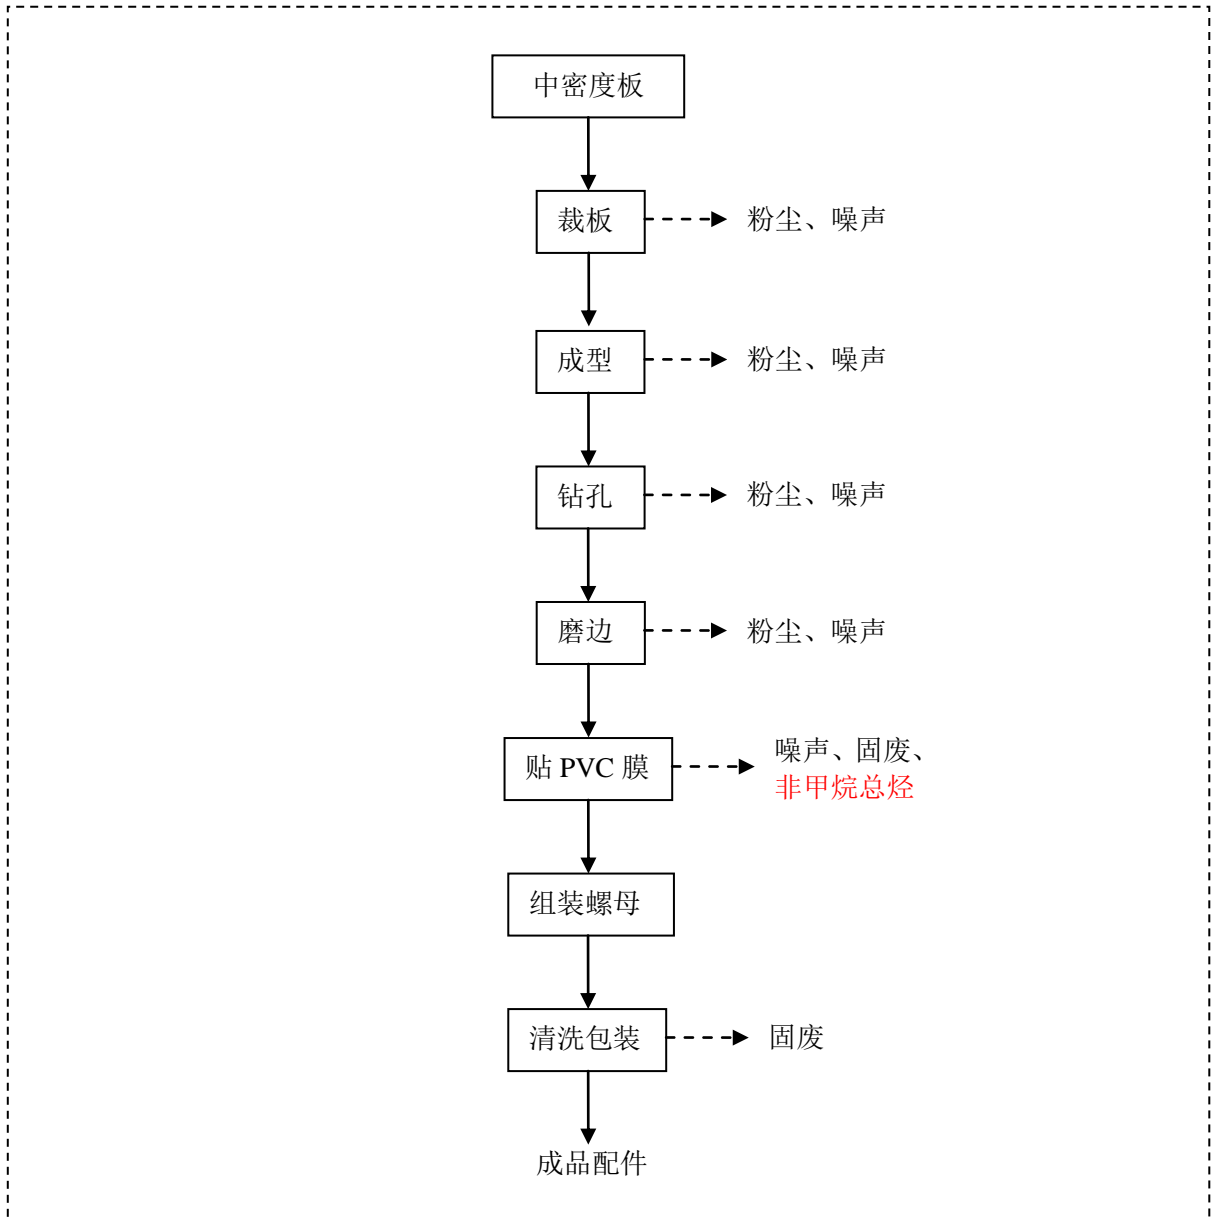 中密度板
裁板
粉尘、噪声
成型
粉尘、噪声
钻孔
粉尘、噪声
磨边
粉尘、噪声
贴 PVC 膜
噪声、固废、
非甲烷总烃
组装螺母
清洗包装
固废
成品配件